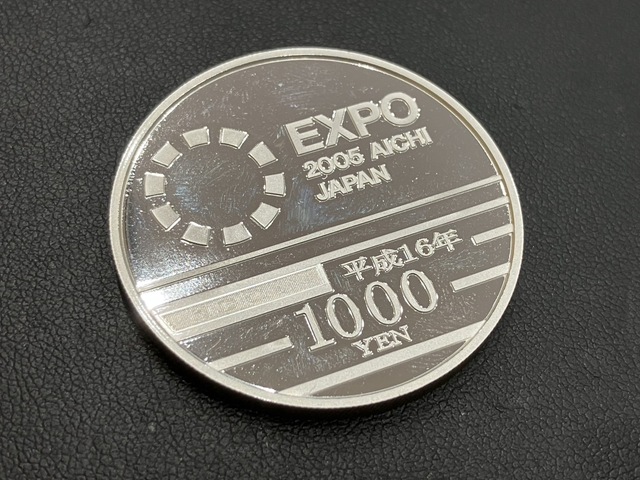 EXPO
2005 AICHI
JAPAN
平成16年
1000
YEN